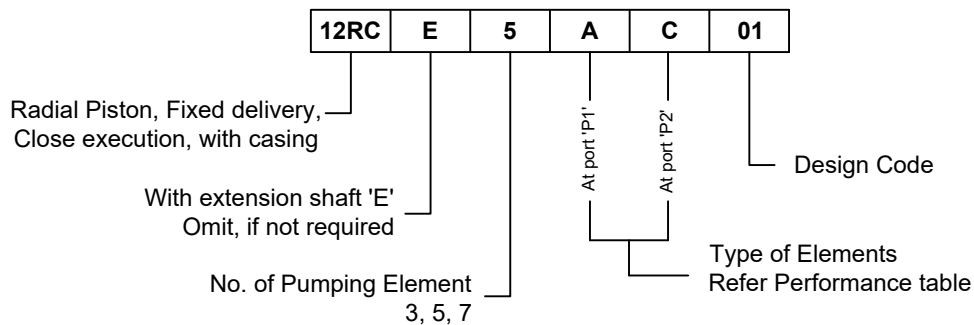 12RC E 5 A C 01
Radial Piston, Fixed delivery,
Close execution, with casing
With extension shaft 'E'
Omit, if not required
No. of Pumping Element
3, 5, 7
At port 'P1'
At port 'P2'
Design Code
Type of Elements
Refer Performance table